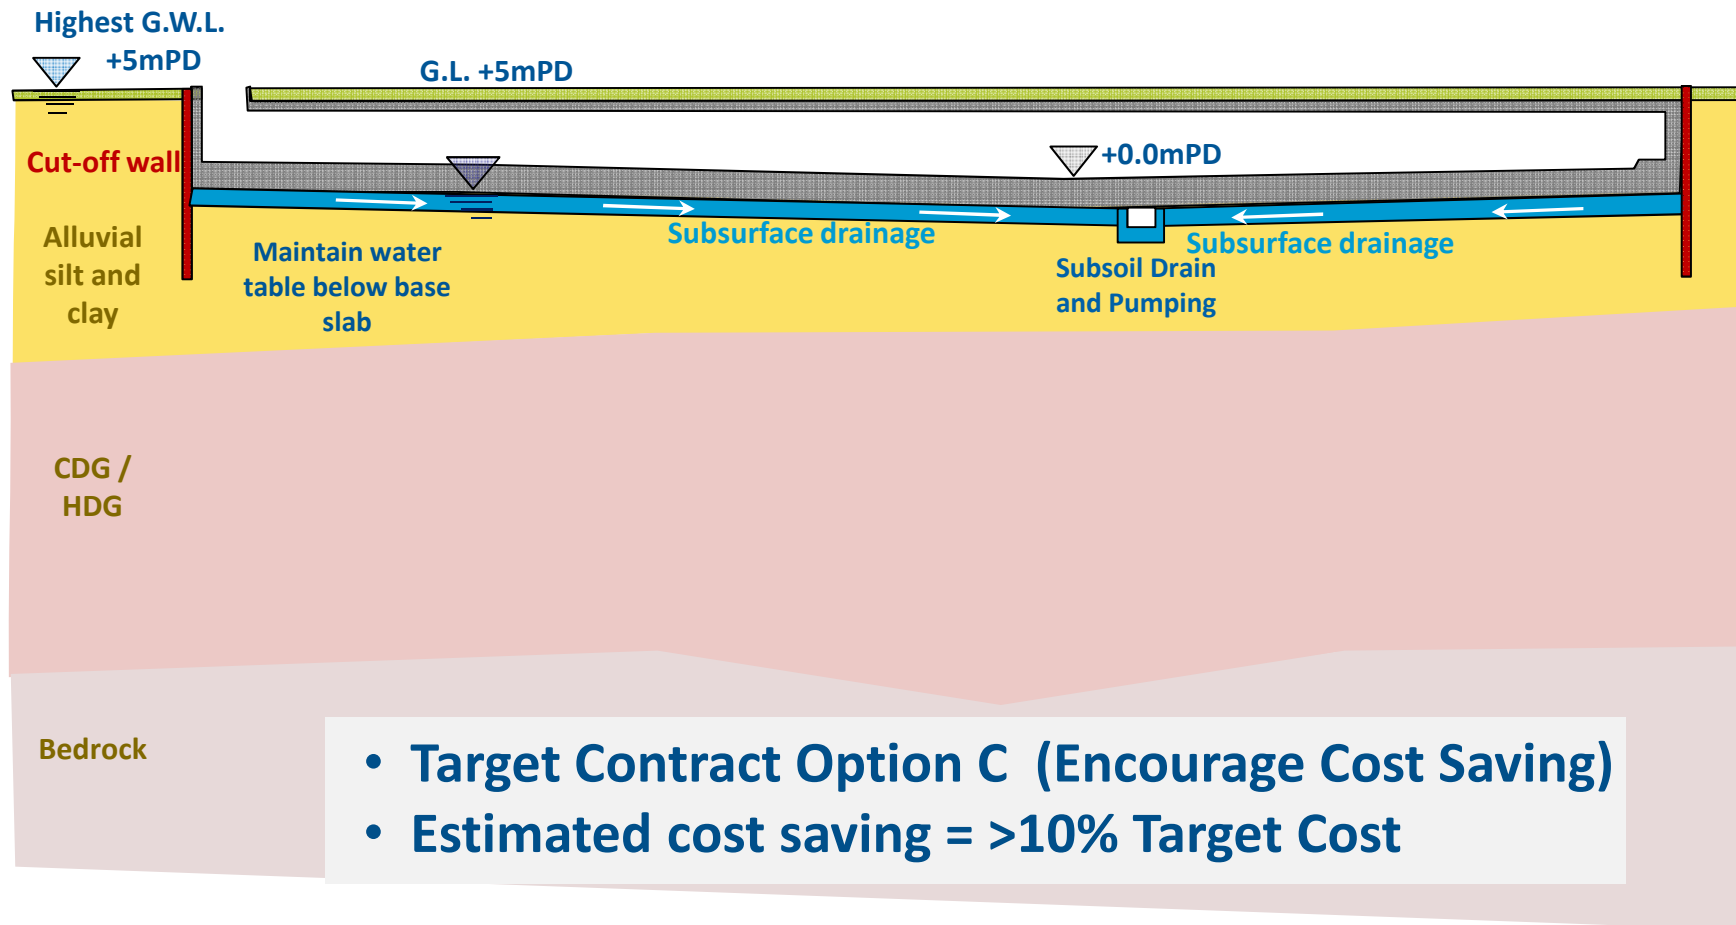 Highest G.W.L.
+5mPD
G.L. +5mPD
Cut-off wall
+0.0mPD
Alluvial
silt and
clay
Maintain water
table below base
slab
Subsurface drainage
Subsoil Drain
and Pumping
Subsurface drainage
CDG /
HDG
Bedrock
• Target Contract Option C (Encourage Cost Saving)
• Estimated cost saving = >10% Target Cost